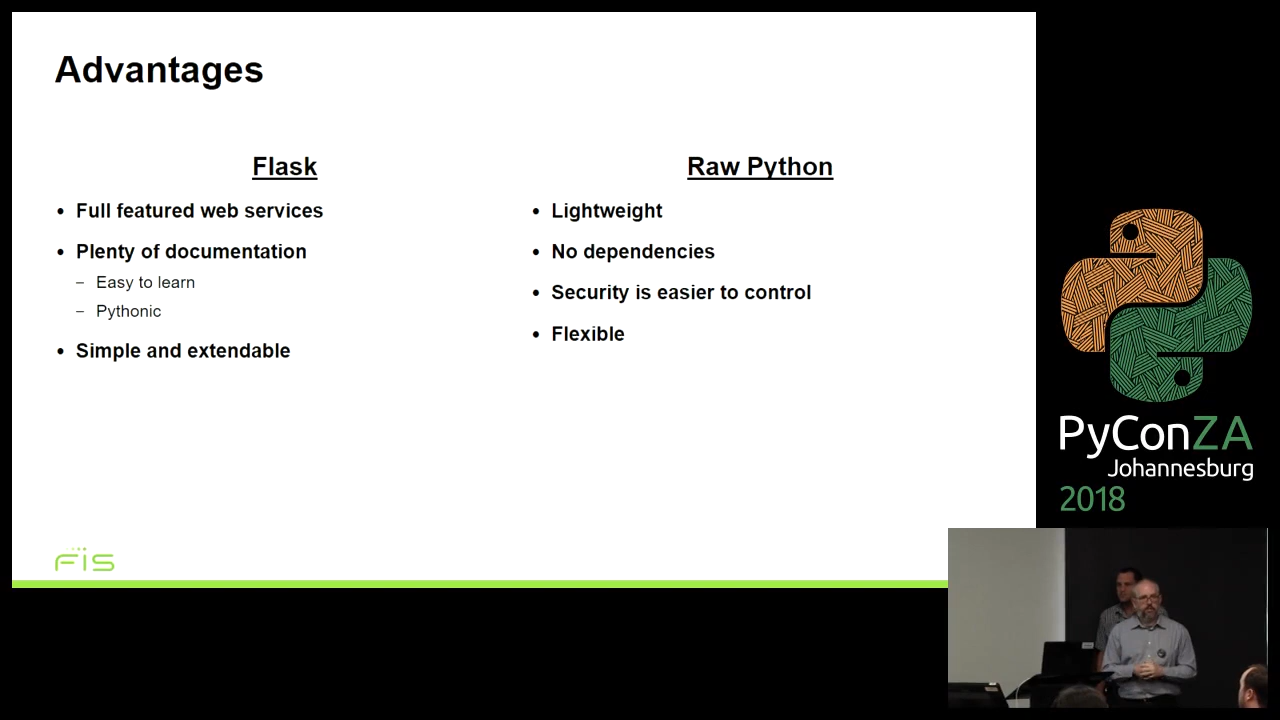 Advantages
Flask
• Full featured web services
• Plenty of documentation
– Easy to learn
– Pythonic
• Simple and extendable
Raw Python
• Lightweight
• No dependencies
• Security is easier to control
• Flexible
FIS
PyConZA
Johannesburg
2018